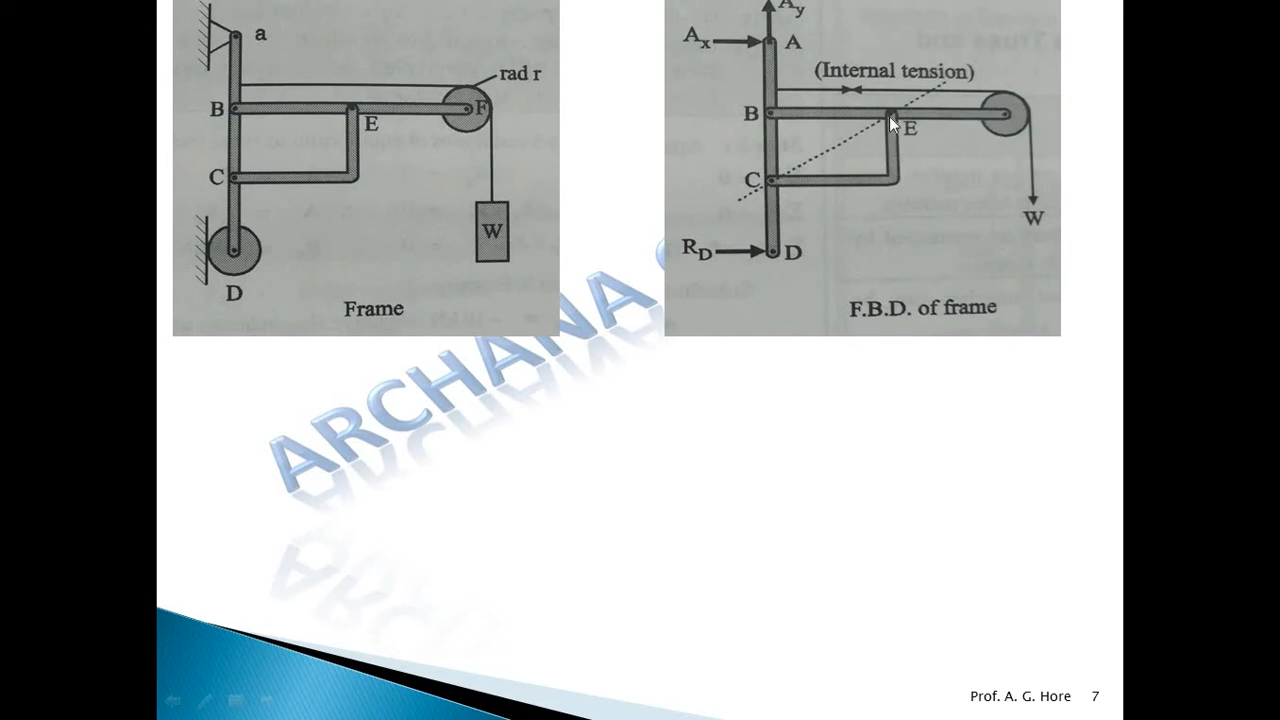 a
rad r
B
F
E
C
W
D
Frame
Ay
Ax
A
(Internal tension)
B
E
C
W
RD
D
F.B.D. of frame
ARCHANA
Prof. A. G. Hore 7